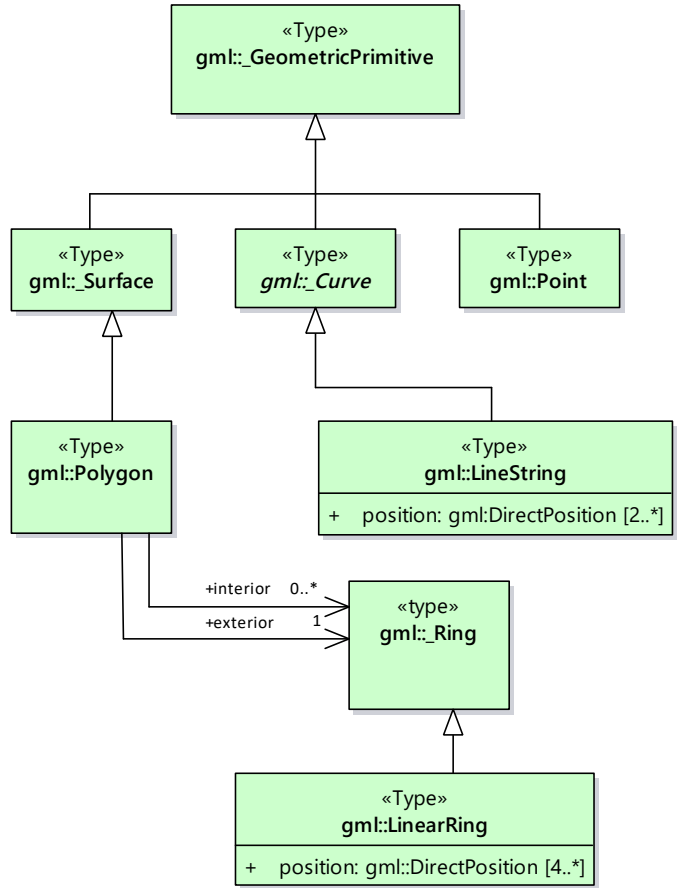 «Type»
gml::_GeometricPrimitive
«Type»
gml::_Surface
«Type»
gml::_Curve
«Type»
gml::Point
«Type»
gml::Polygon
«Type»
gml::LineString
+ position: gml:DirectPosition [2..*]
+interior 0..*
+exterior 1
«type»
gml::_Ring
«Type»
gml::LinearRing
+ position: gml::DirectPosition [4..*]